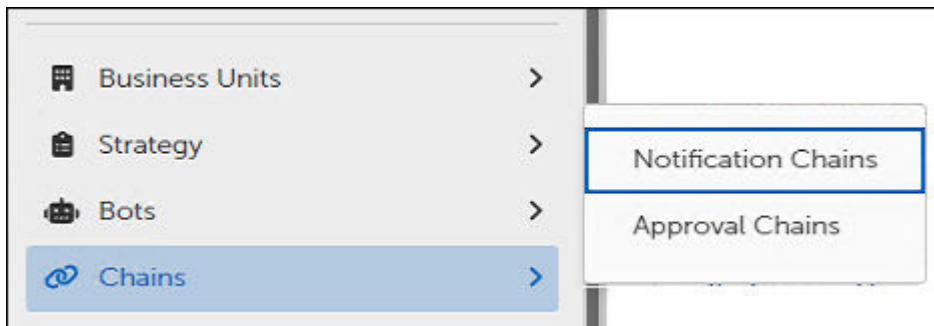 Business Units
Strategy
Bots
Chains
Notification Chains
Approval Chains